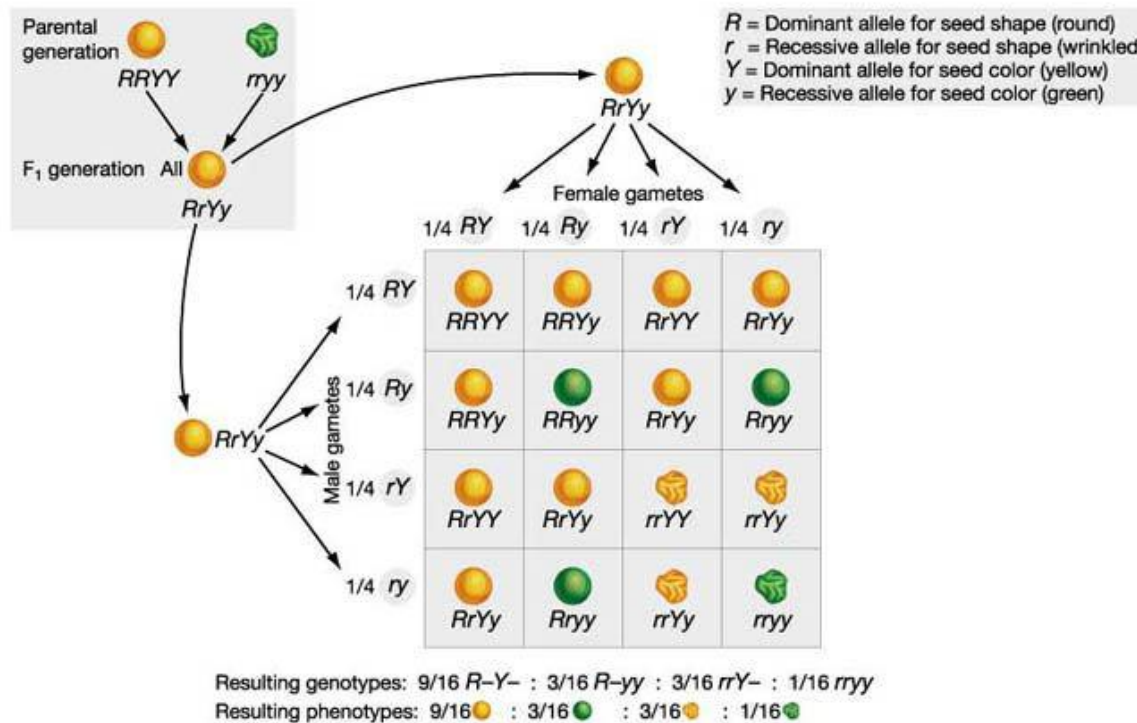 Parental
generation
RRYY
rryy
F1 generation
All
RrYy
R = Dominant allele for seed shape (round)
r = Recessive allele for seed shape (wrinkled
Y = Dominant allele for seed color (yellow)
y = Recessive allele for seed color (green)
RrYy
Female gametes
1/4 RY 1/4 Ry 1/4 rY 1/4 ry
RrYy
Male gametes
1/4 RY
RRYY RRYy RrYY RrYy
1/4 Ry
RRYy RRyy RrYy Rryy
1/4 rY
RrYY RrYy rrYY rrYy
1/4 ry
RrYy Rryy rrYy rryy
Resulting genotypes: 9/16 R–Y– : 3/16 R–yy : 3/16 rrY– : 1/16 rryy
Resulting phenotypes: 9/16 : 3/16 : 3/16 : 1/16